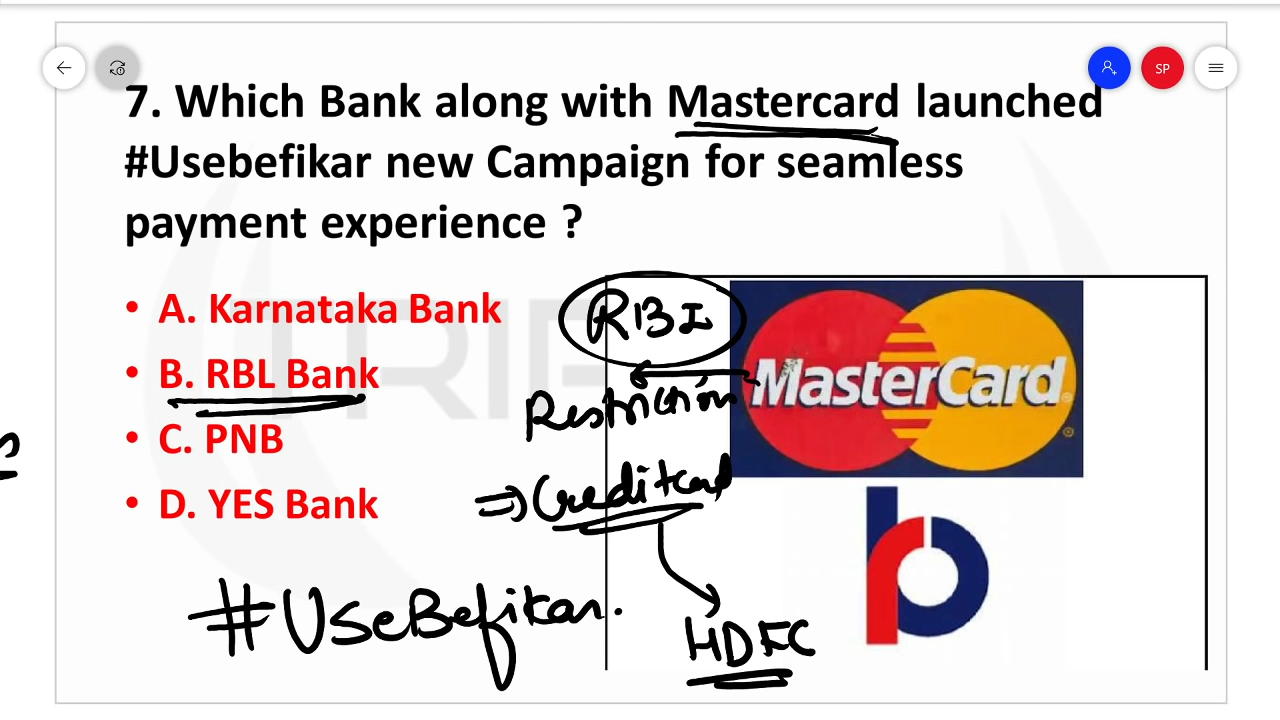 SP
7. Which Bank along with Mastercard launched
#Usebefikar new Campaign for seamless
payment experience ?
• A. Karnataka Bank
• B. RBL Bank
• C. PNB
• D. YES Bank
RBI
Restriction
⇒ Creditcard
HDFC
#UseBefikar.
MasterCard